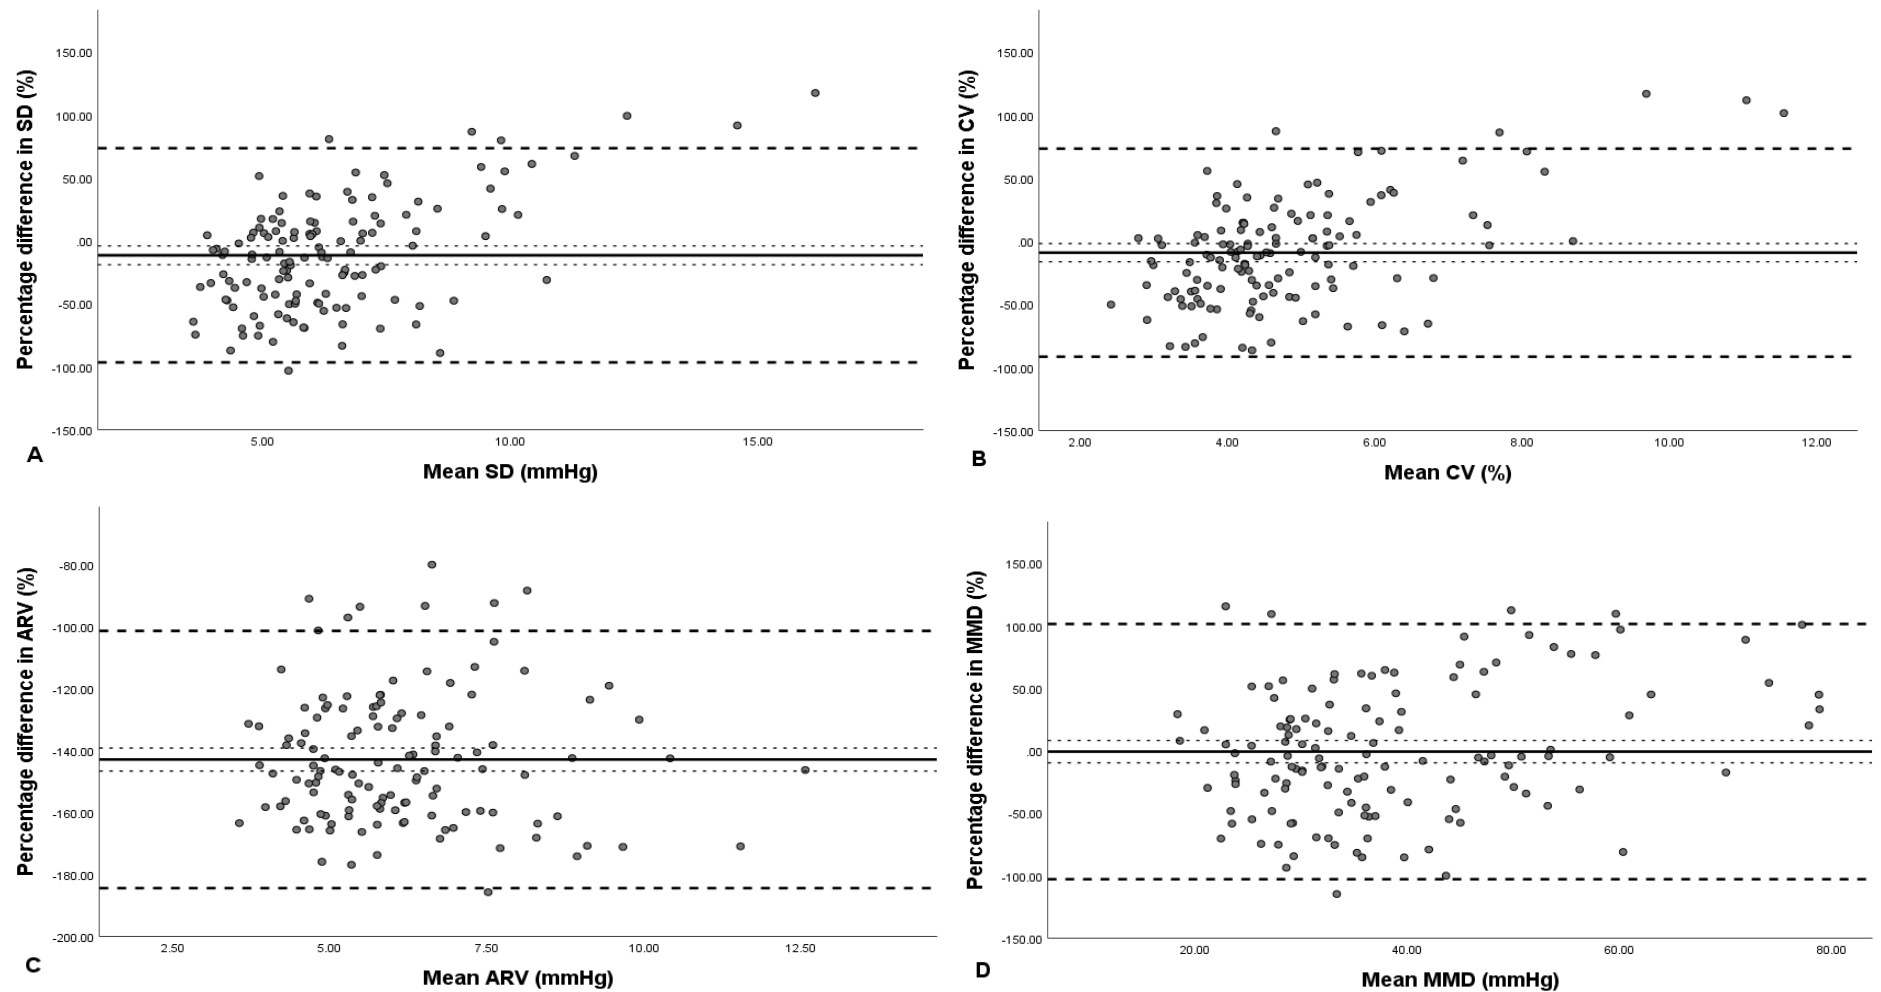 Percentage difference in SD (%)
150.00
100.00
50.00
.00
-50.00
-100.00
-150.00
5.00 10.00 15.00
A
Mean SD (mmHg)
Percentage difference in CV (%)
150.00
100.00
50.00
.00
-50.00
-100.00
-150.00
2.00 4.00 6.00 8.00 10.00 12.00
B
Mean CV (%)
Percentage difference in ARV (%)
-80.00
-100.00
-120.00
-140.00
-160.00
-180.00
-200.00
2.50 5.00 7.50 10.00 12.50
C
Mean ARV (mmHg)
Percentage difference in MMD (%)
150.00
100.00
50.00
.00
-50.00
-100.00
-150.00
20.00 40.00 60.00 80.00
D
Mean MMD (mmHg)